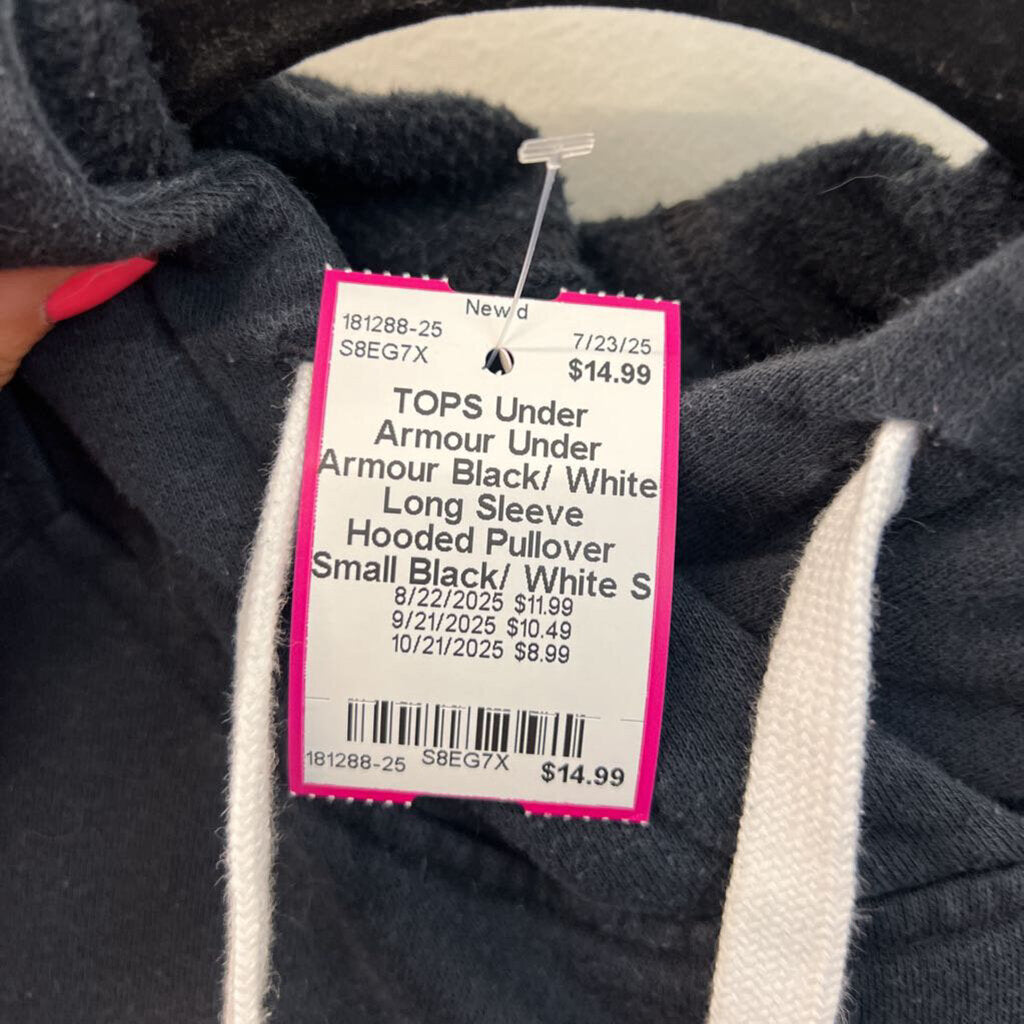 New d
181288-25 7/23/25
S8EG7X $14.99
TOPS Under
Armour Under
Armour Black/ White
Long Sleeve
Hooded Pullover
Small Black/ White S
8/22/2025 $11.99
9/21/2025 $10.49
10/21/2025 $8.99
181288-25 S8EG7X $14.99